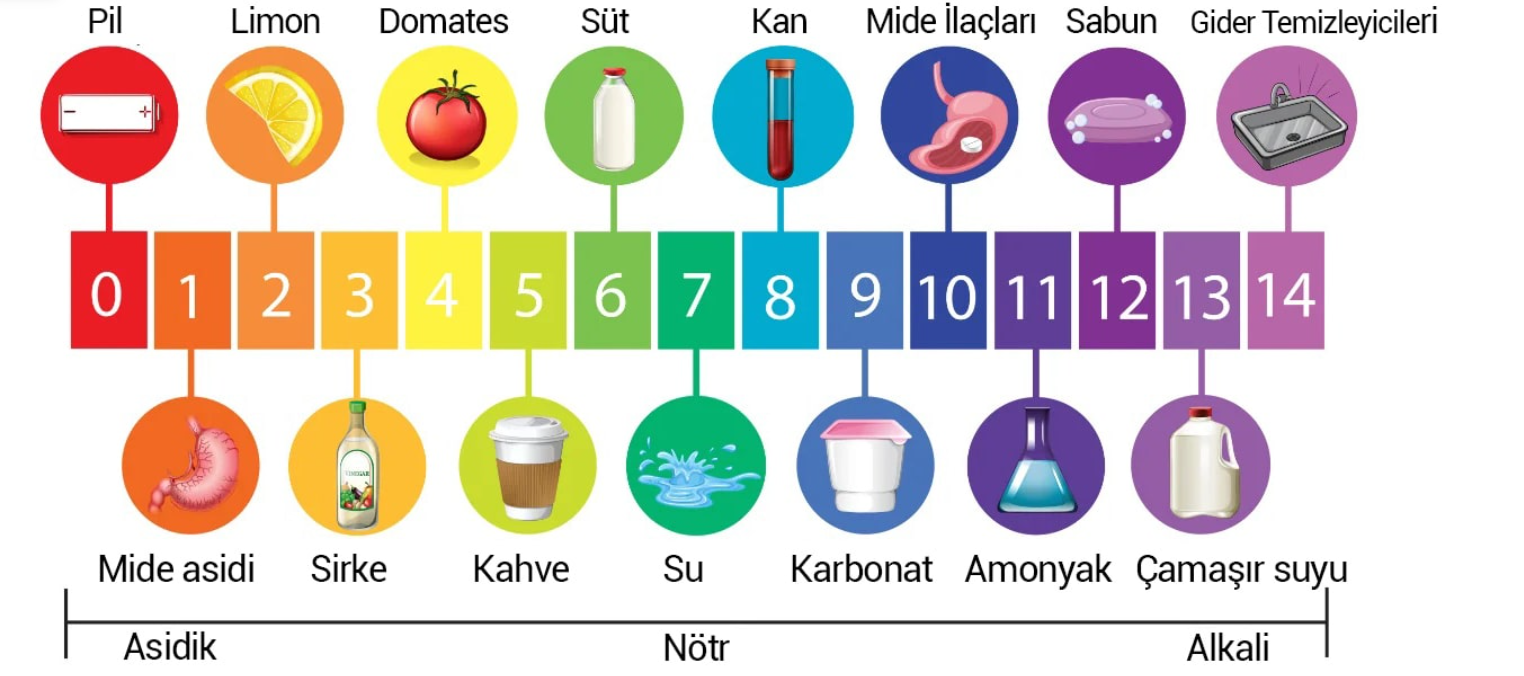 Pil Limon Domates Süt Kan Mide İlaçları Sabun Gider Temizleyicileri
0 1 2 3 4 5 6 7 8 9 10 11 12 13 14
VINEGAR
Mide asidi Sirke Kahve Su Karbonat Amonyak Çamaşır suyu
Asidik Nötr Alkali